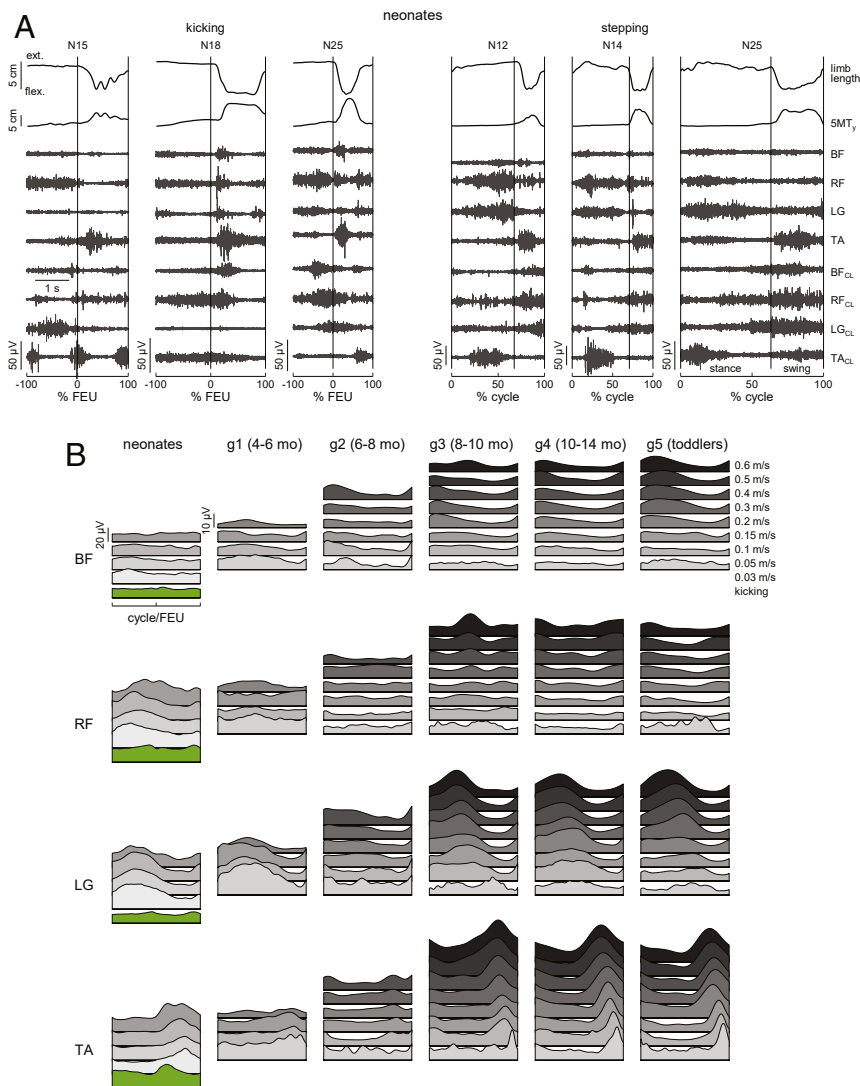 A
neonates
kicking
stepping
N15
N18
N25
N12
N14
N25
ext.
5 cm
flex.
5 cm
limb
length
5MTy
BF
RF
LG
TA
BFCL
1 s
RFCL
LGCL
TACL
50 µV
50 µV
50 µV
50 µV
50 µV
50 µV
stance
swing
-100 0 100
-100 0 100
-100 0 100
0 50 100
0 50 100
0 50 100
% FEU
% FEU
% FEU
% cycle
% cycle
% cycle
B
neonates
g1 (4-6 mo)
g2 (6-8 mo)
g3 (8-10 mo)
g4 (10-14 mo)
g5 (toddlers)
0.6 m/s
0.5 m/s
0.4 m/s
0.3 m/s
0.2 m/s
0.15 m/s
0.1 m/s
0.05 m/s
0.03 m/s
kicking
20 µV
10 µV
BF
cycle/FEU
RF
LG
TA